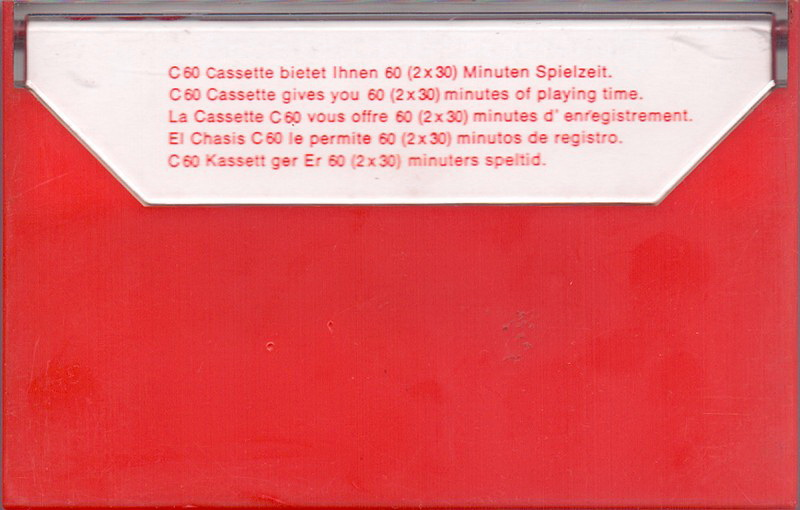 C60 Cassette bietet Ihnen 60 (2x30) Minuten Spielzeit.
C60 Cassette gives you 60 (2x30) minutes of playing time.
La Cassette C60 vous offre 60 (2x30) minutes d' enregistrement.
El Chasis C60 le permite 60 (2x30) minutos de registro.
C60 Kassett ger Er 60 (2x30) minuters speltid.